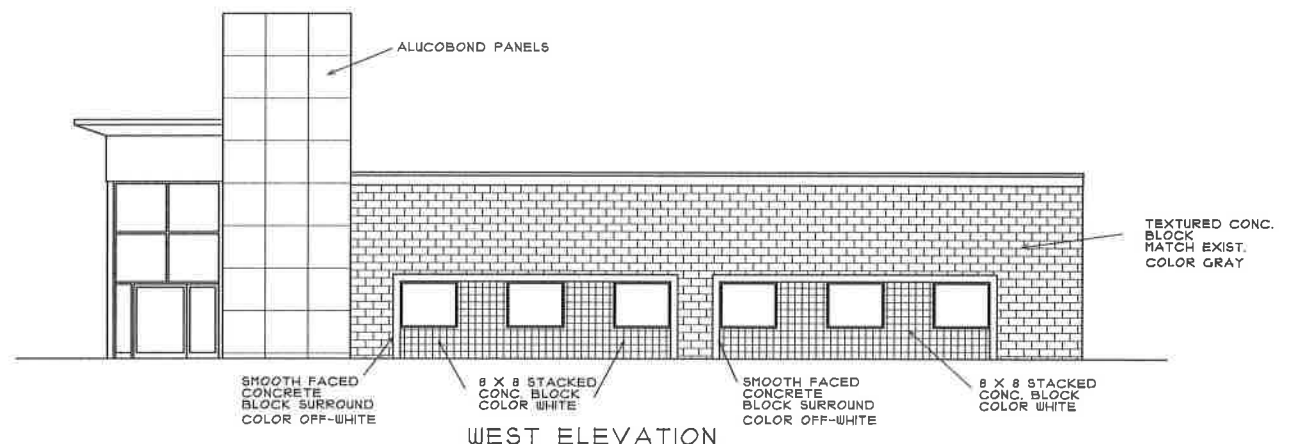 ALUCOBOND PANELS
TEXTURED CONC.
BLOCK
MATCH EXIST.
COLOR GRAY
SMOOTH FACED
CONCRETE
BLOCK SURROUND
COLOR OFF-WHITE
8 X 8 STACKED
CONC. BLOCK
COLOR WHITE
SMOOTH FACED
CONCRETE
BLOCK SURROUND
COLOR OFF-WHITE
8 X 8 STACKED
CONC. BLOCK
COLOR WHITE
WEST ELEVATION